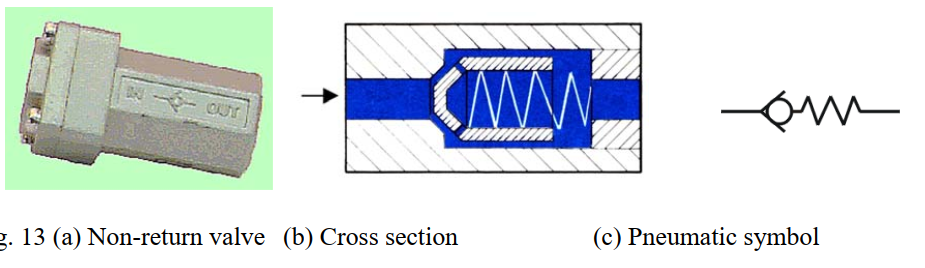 IN OUT
g. 13 (a) Non-return valve (b) Cross section (c) Pneumatic symbol